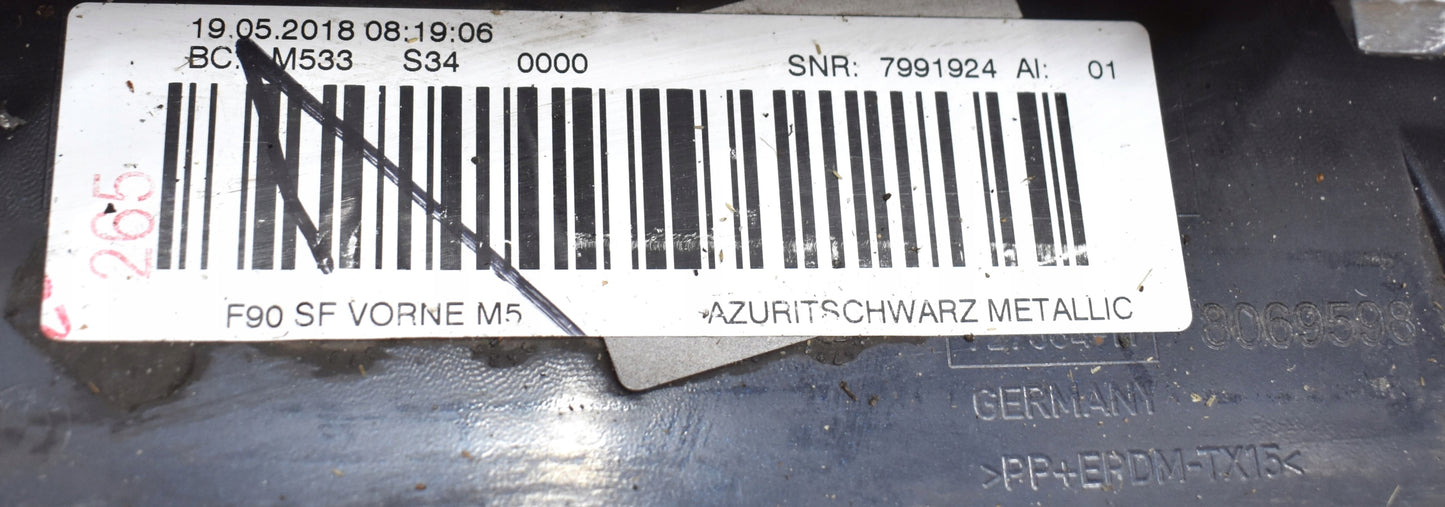 19.05.2018 08:19:06
BC: M533 S34 0000 SNR: 7991924 AI: 01
265
F90 SF VORNE M5 AZURITSCHWARZ METALLIC
8069598
GERMANY
>PP+EPDM-TX15<